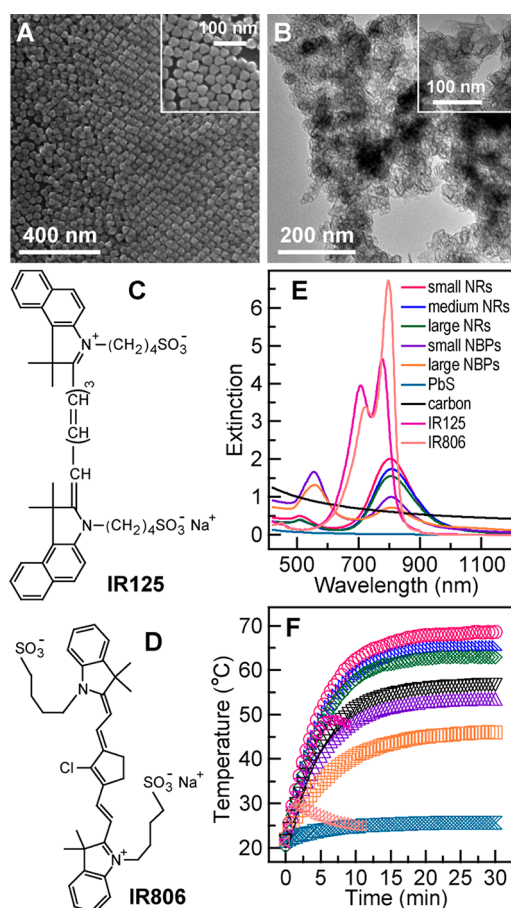 A
100 nm
400 nm
B
100 nm
200 nm
C
N⁺
(CH₂)₄SO₃⁻
CH
3
CH
CH
N
(CH₂)₄SO₃⁻ Na⁺
IR125
D
SO₃⁻
N
Cl
SO₃⁻ Na⁺
N⁺
IR806
E
small NRs
medium NRs
large NRs
small NBPs
large NBPs
PbS
carbon
IR125
IR806
Extinction
6
5
4
3
2
1
0
500 700 900 1100
Wavelength (nm)
F
Temperature (°C)
70
60
50
40
30
20
0 5 10 15 20 25 30
Time (min)